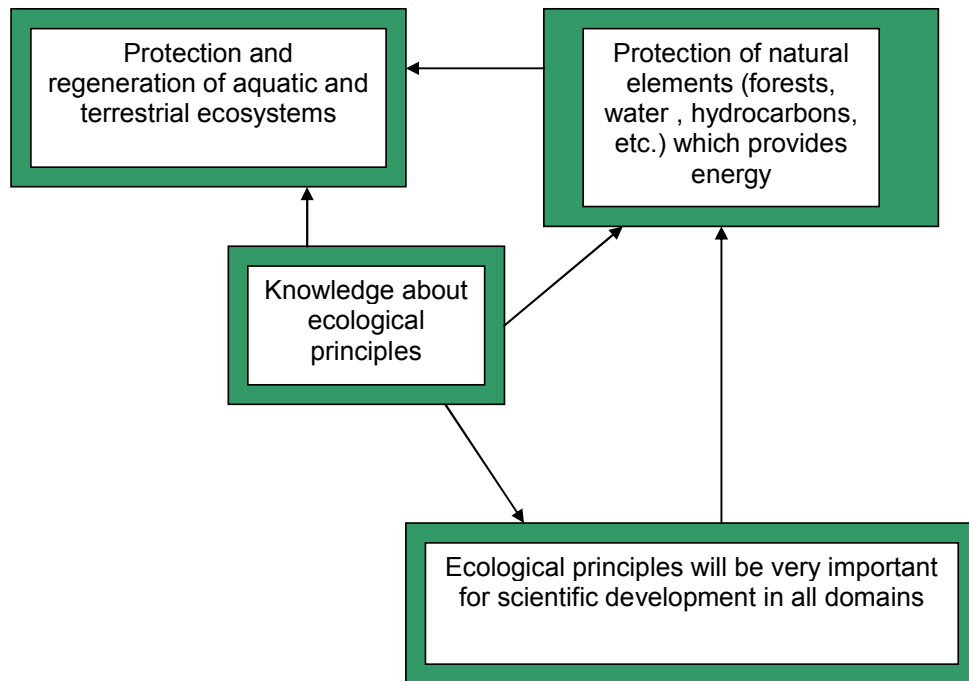 Protection and
regeneration of aquatic and
terrestrial ecosystems
Protection of natural
elements (forests,
water , hydrocarbons,
etc.) which provides
energy
Knowledge about
ecological
principles
Ecological principles will be very important
for scientific development in all domains